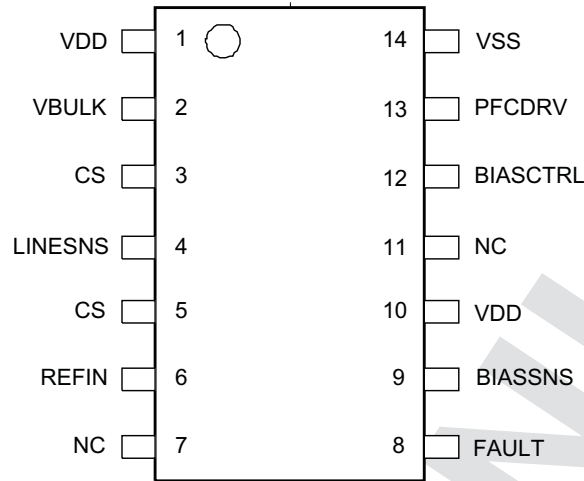 VDD 1 14 VSS
VBULK 2 13 PFCDRV
CS 3 12 BIASCTRL
LINESNS 4 11 NC
CS 5 10 VDD
REFIN 6 9 BIASSNS
NC 7 8 FAULT